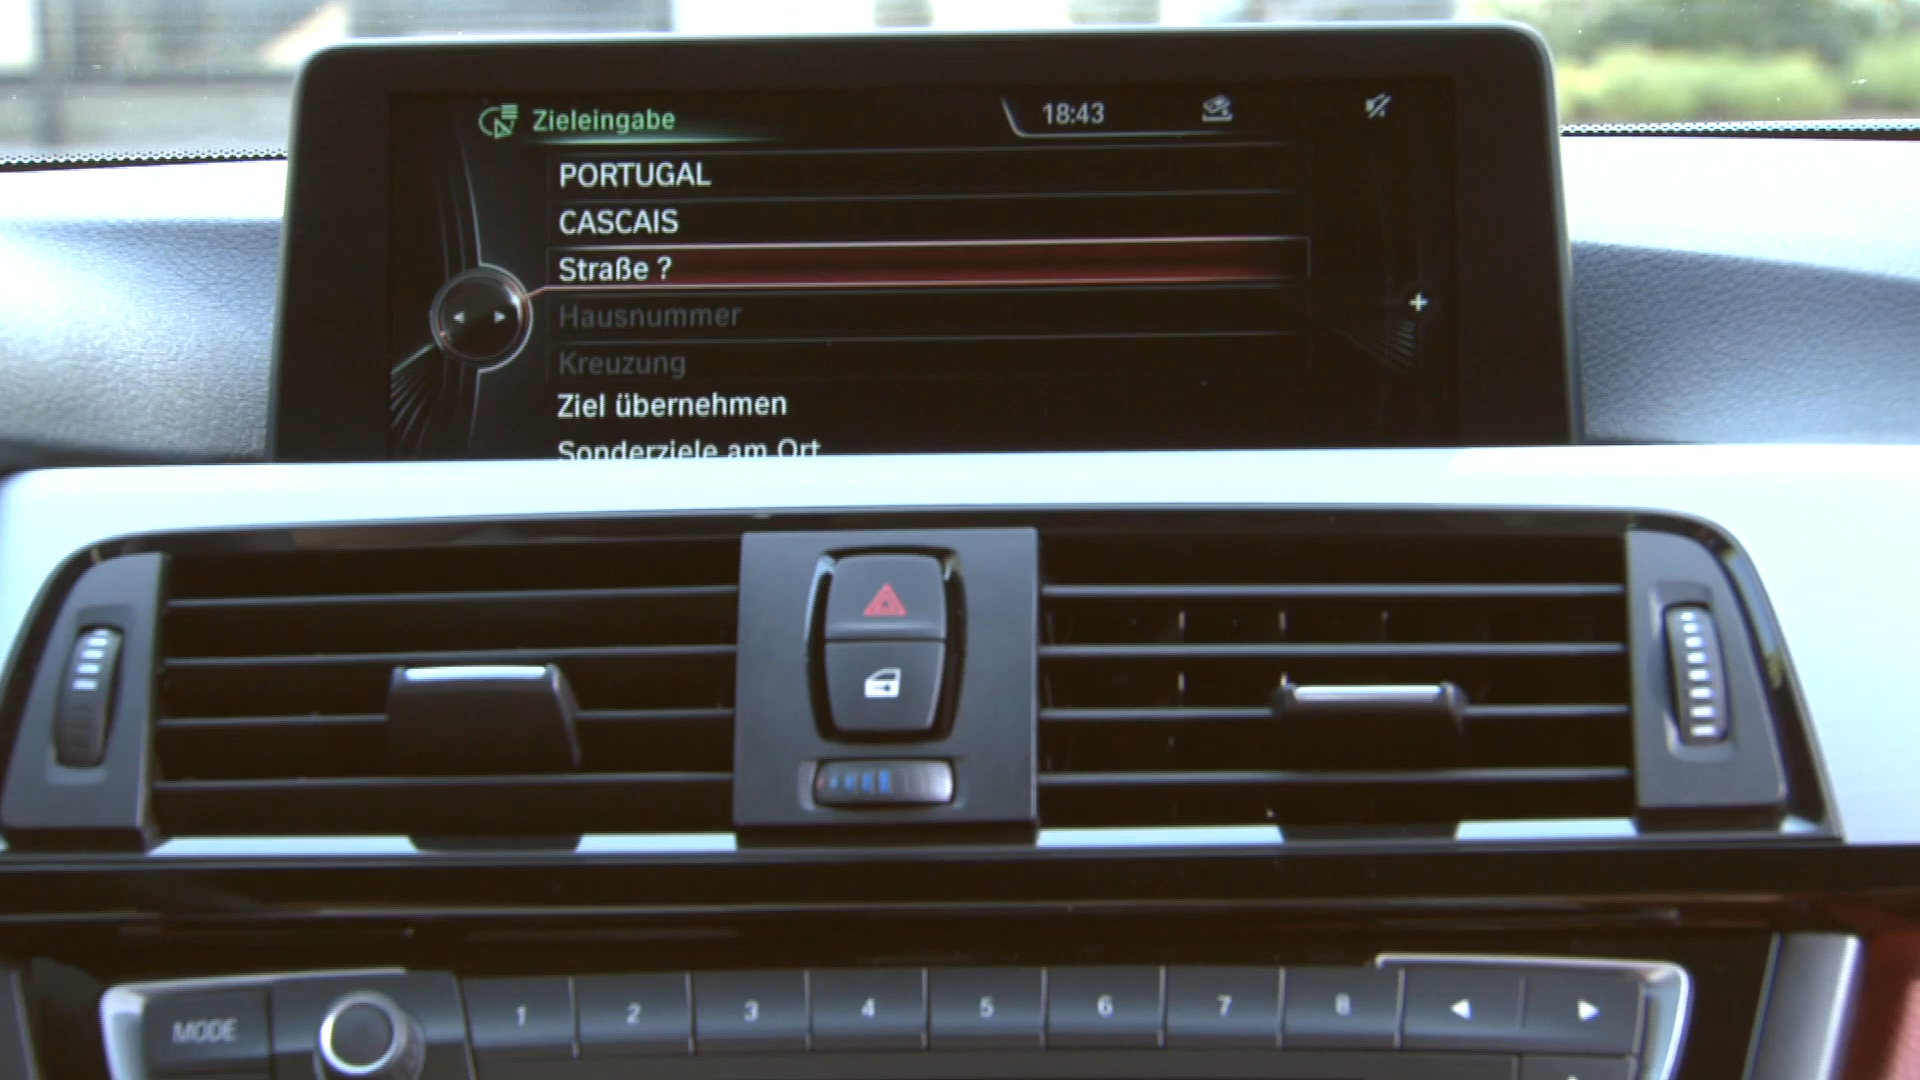 Zieleingabe 18:43
PORTUGAL
CASCAIS
Straße ?
Hausnummer
Kreuzung
Ziel übernehmen
Sonderziele am Ort
MODE 1 2 3 4 5 6 7 8